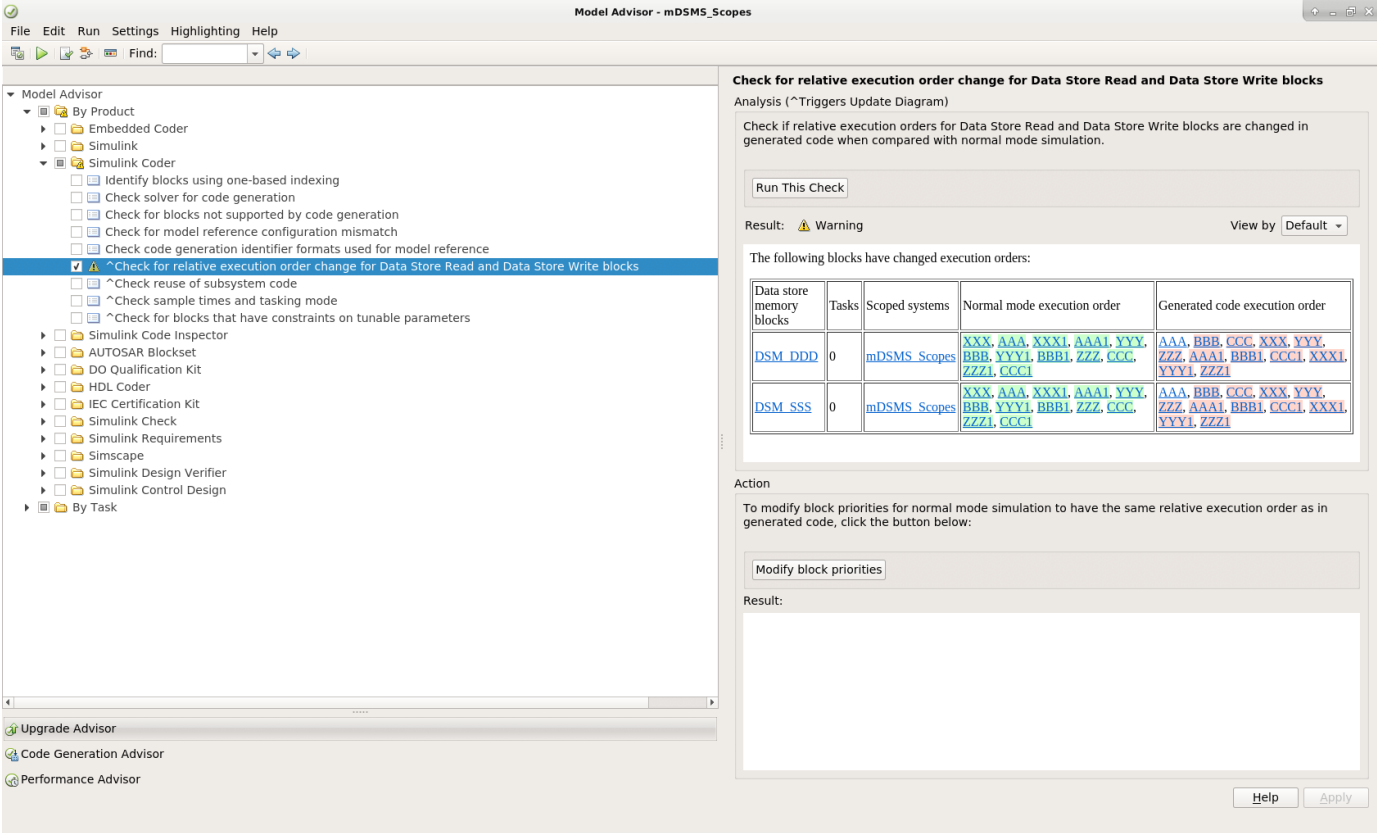 Model Advisor - mDSMS_Scopes
File Edit Run Settings Highlighting Help
Find:
Model Advisor
By Product
Embedded Coder
Simulink
Simulink Coder
Identify blocks using one-based indexing
Check solver for code generation
Check for blocks not supported by code generation
Check for model reference configuration mismatch
Check code generation identifier formats used for model reference
^Check for relative execution order change for Data Store Read and Data Store Write blocks
^Check reuse of subsystem code
^Check sample times and tasking mode
^Check for blocks that have constraints on tunable parameters
Simulink Code Inspector
AUTOSAR Blockset
DO Qualification Kit
HDL Coder
IEC Certification Kit
Simulink Check
Simulink Requirements
Simscape
Simulink Design Verifier
Simulink Control Design
By Task
Upgrade Advisor
Code Generation Advisor
Performance Advisor
Check for relative execution order change for Data Store Read and Data Store Write blocks
Analysis (^Triggers Update Diagram)
Check if relative execution orders for Data Store Read and Data Store Write blocks are changed in
generated code when compared with normal mode simulation.
Run This Check
Result: Warning
View by Default
The following blocks have changed execution orders:
Data store
memory
blocks
Tasks
Scoped systems
Normal mode execution order
Generated code execution order
DSM_DDD
0
mDSMS_Scopes
XXX, AAA, XXX1, AAA1, YYY,
BBB, YYY1, BBB1, ZZZ, CCC,
ZZZ1, CCC1
AAA, BBB, CCC, XXX, YYY,
ZZZ, AAA1, BBB1, CCC1, XXX1,
YYY1, ZZZ1
DSM_SSS
0
mDSMS_Scopes
XXX, AAA, XXX1, AAA1, YYY,
BBB, YYY1, BBB1, ZZZ, CCC,
ZZZ1, CCC1
AAA, BBB, CCC, XXX, YYY,
ZZZ, AAA1, BBB1, CCC1, XXX1,
YYY1, ZZZ1
Action
To modify block priorities for normal mode simulation to have the same relative execution order as in
generated code, click the button below:
Modify block priorities
Result:
Help
Apply